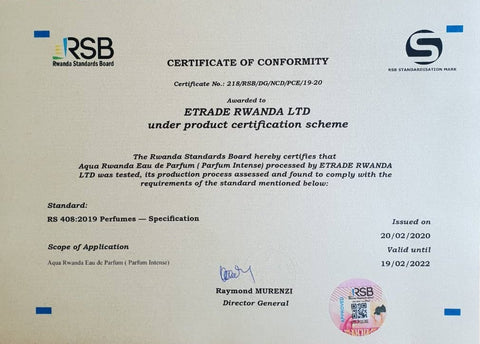 RSB
Rwanda Standards Board
CERTIFICATE OF CONFORMITY
S
RSB STANDARDISATION MARK
Certificate No.: 218/RSB/DG/NCD/PCE/19-20
Awarded to
ETRADE RWANDA LTD
under product certification scheme
The Rwanda Standards Board hereby certifies that
Aqua Rwanda Eau de Parfum ( Parfum Intense) processed by ETRADE RWANDA
LTD was tested, its production process assessed and found to comply with the
requirements of the standard mentioned below:
Standard:
RS 408:2019 Perfumes — Specification
Issued on
20/02/2020
Scope of Application
Valid until
Aqua Rwanda Eau de Parfum ( Parfum Intense)
19/02/2022
Raymond MURENZI
Director General
APPROVED
RSB